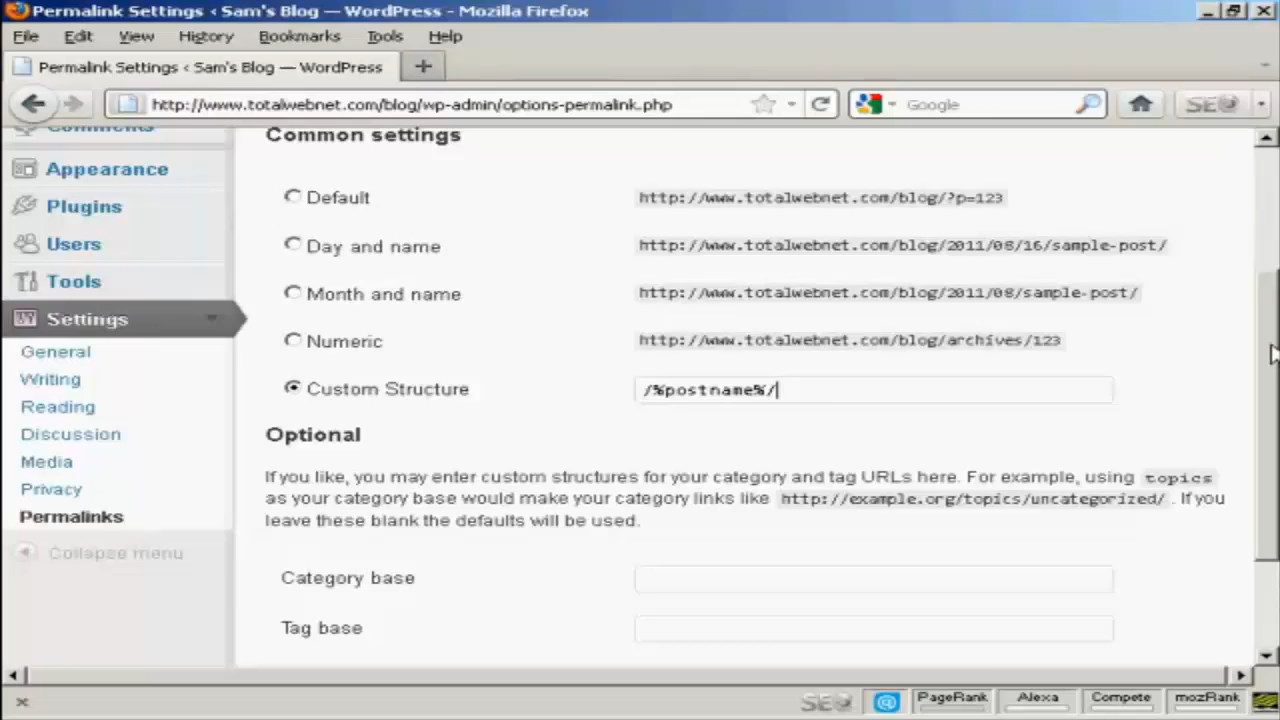 Permalink Settings ‹ Sam's Blog — WordPress - Mozilla Firefox
File Edit View History Bookmarks Tools Help
Permalink Settings ‹ Sam's Blog — WordPress
http://www.totalwebnet.com/blog/wp-admin/options-permalink.php
Google
SEO
Comments
Common settings
Appearance
Default
http://www.totalwebnet.com/blog/?p=123
Plugins
Users
Day and name
http://www.totalwebnet.com/blog/2011/08/16/sample-post/
Tools
Month and name
http://www.totalwebnet.com/blog/2011/08/sample-post/
Settings
Numeric
http://www.totalwebnet.com/blog/archives/123
General
Writing
Custom Structure
/%postname%/
Reading
Discussion
Optional
Media
If you like, you may enter custom structures for your category and tag URLs here. For example, using topics
Privacy
as your category base would make your category links like http://example.org/topics/uncategorized/ . If you
Permalinks
leave these blank the defaults will be used.
Collapse menu
Category base
Tag base
SEO PageRank Alexa Compete mozRank